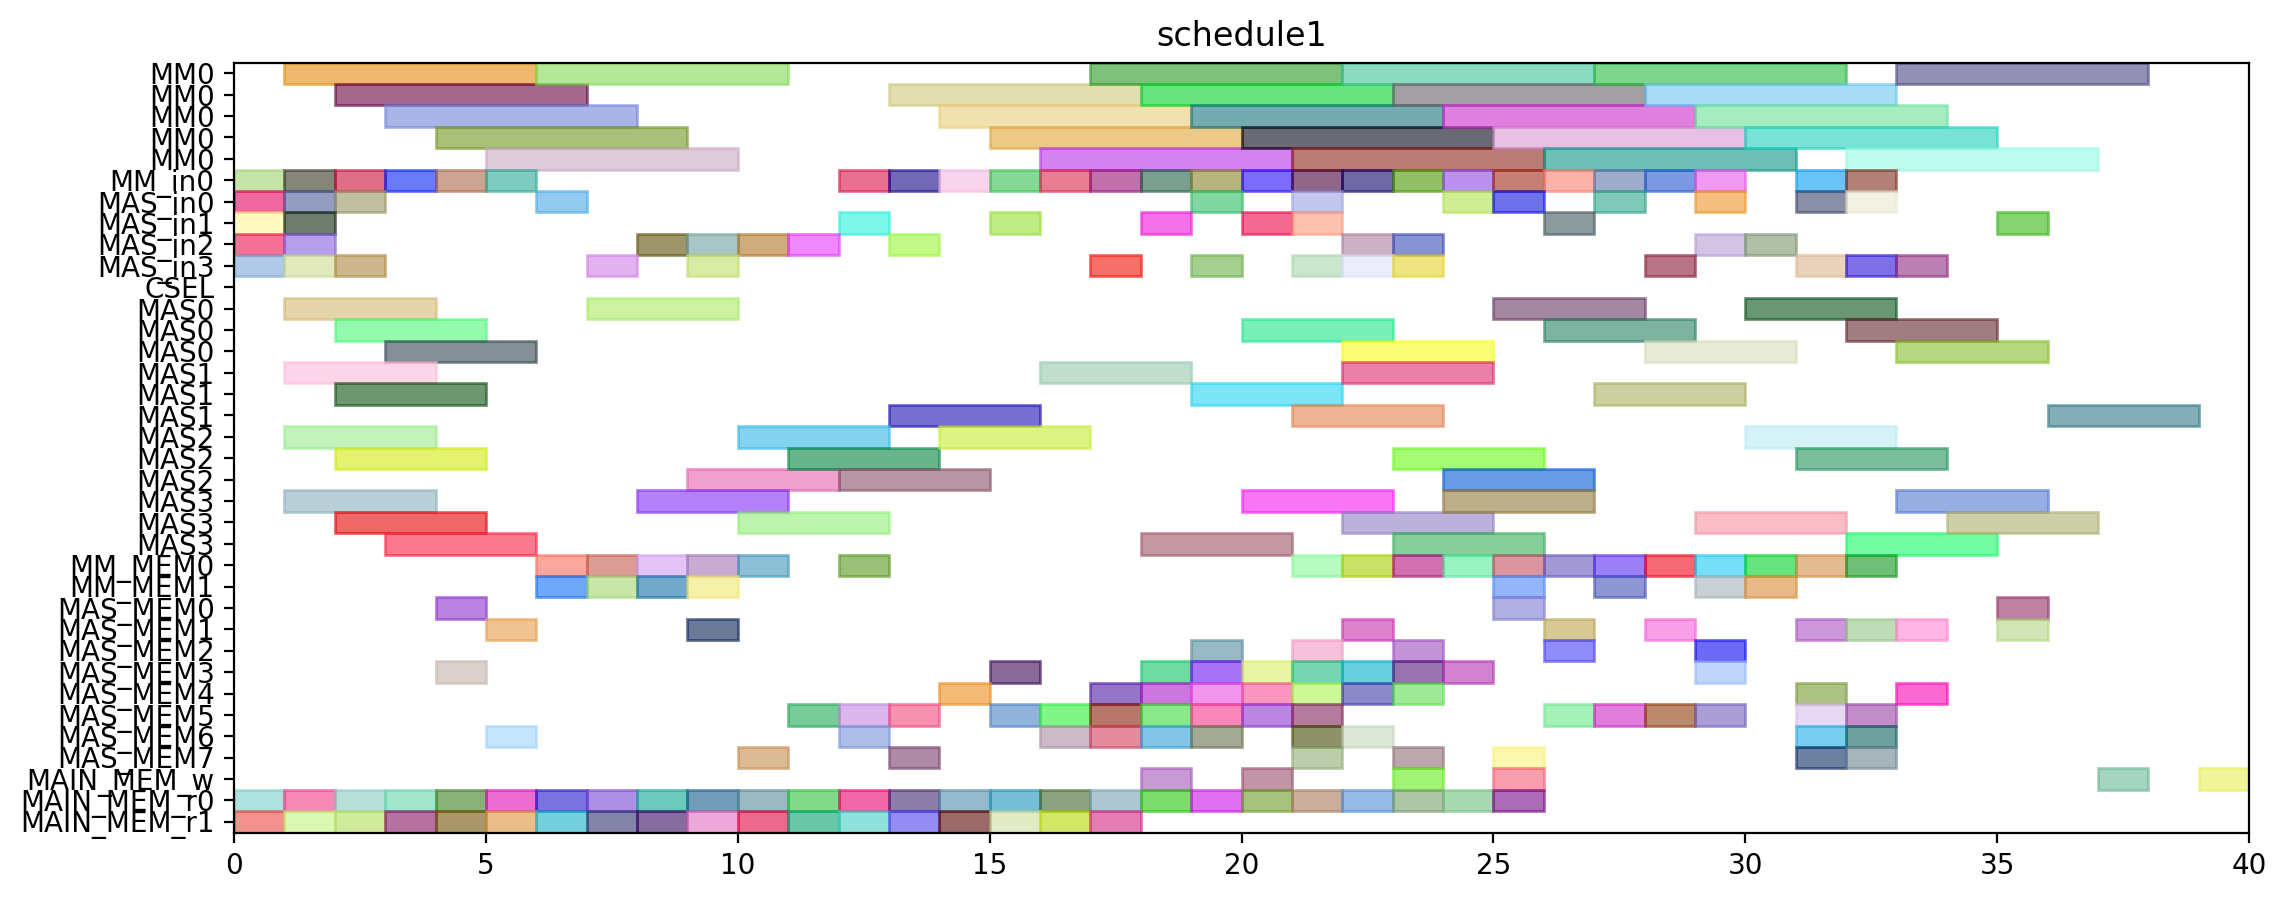 schedule1
MM0
MM0
MM0
MM0
MM0
MM_in0
MAS_in0
MAS_in1
MAS_in2
MAS_in3
CSEL
MAS0
MAS0
MAS0
MAS1
MAS1
MAS1
MAS2
MAS2
MAS2
MAS3
MAS3
MAS3
MM_MEM0
MM_MEM1
MAS_MEM0
MAS_MEM1
MAS_MEM2
MAS_MEM3
MAS_MEM4
MAS_MEM5
MAS_MEM6
MAS_MEM7
MAIN_MEM_w
MAIN_MEM_r0
MAIN_MEM_r1
0 5 10 15 20 25 30 35 40